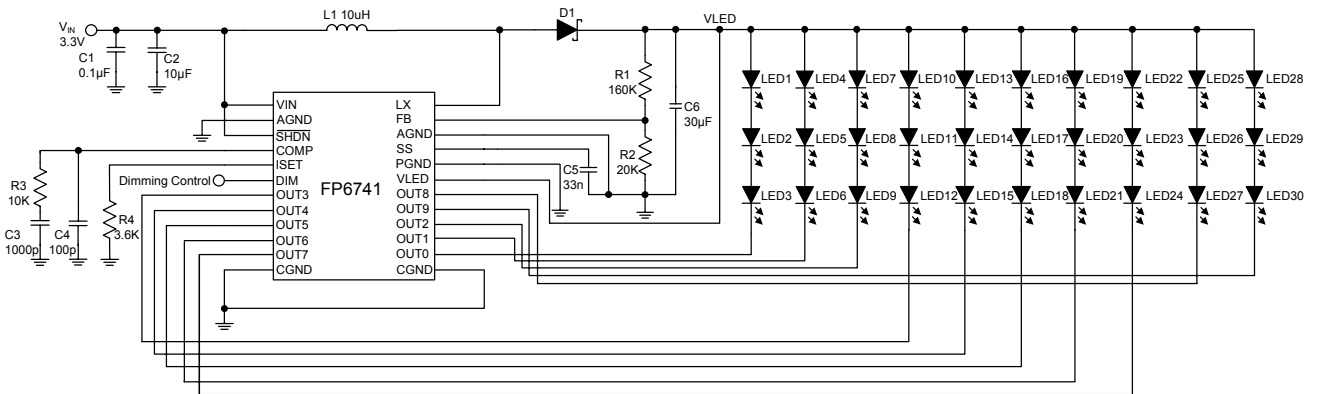 V_IN
3.3V
C1
0.1μF
C2
10μF
L1 10uH
D1
VLED
R1
160K
C6
30μF
R2
20K
C5
33n
VIN
AGND
SHDN
COMP
ISET
DIM
OUT3
OUT4
OUT5
OUT6
OUT7
CGND
FP6741
LX
FB
AGND
SS
PGND
VLED
OUT8
OUT9
OUT2
OUT1
OUT0
CGND
Dimming Control
R3
10K
C3
1000p
C4
100p
R4
3.6K
LED1 LED4 LED7 LED10 LED13 LED16 LED19 LED22 LED25 LED28
LED2 LED5 LED8 LED11 LED14 LED17 LED20 LED23 LED26 LED29
LED3 LED6 LED9 LED12 LED15 LED18 LED21 LED24 LED27 LED30